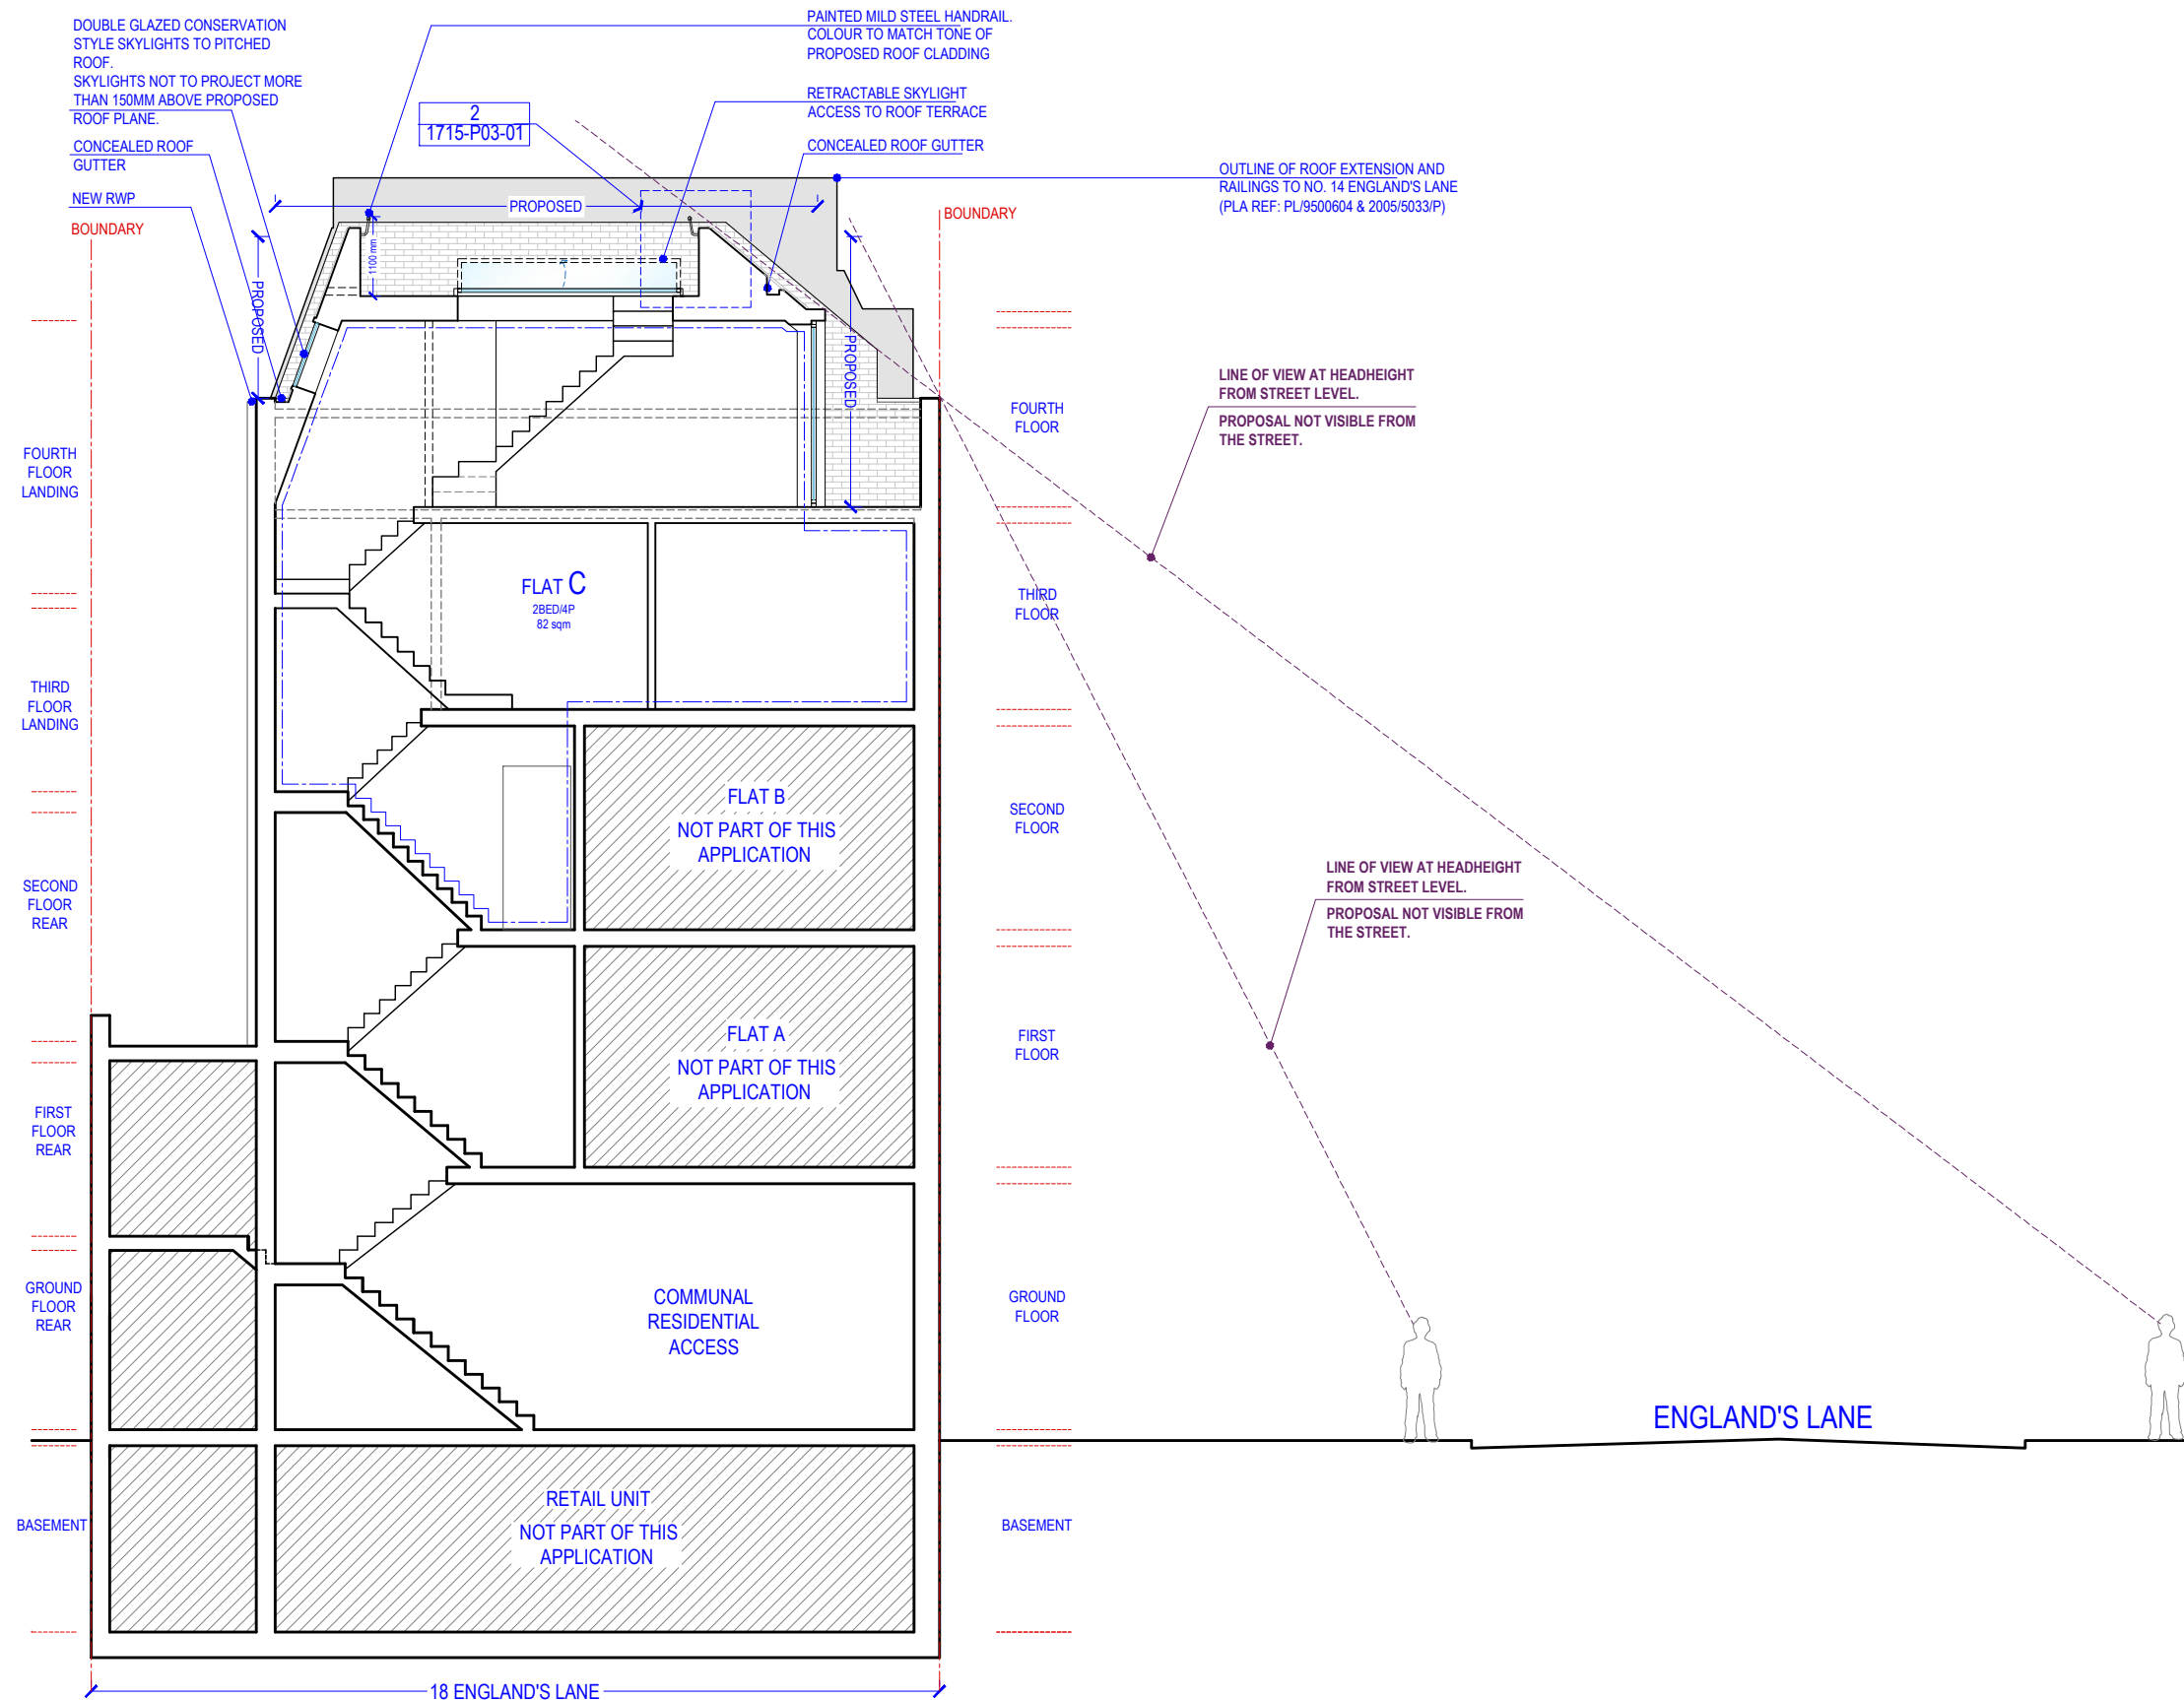 DOUBLE GLAZED CONSERVATION
STYLE SKYLIGHTS TO PITCHED
ROOF.
SKYLIGHTS NOT TO PROJECT MORE
THAN 150MM ABOVE PROPOSED
ROOF PLANE.
CONCEALED ROOF
GUTTER
NEW RWP
BOUNDARY
PAINTED MILD STEEL HANDRAIL.
COLOUR TO MATCH TONE OF
PROPOSED ROOF CLADDING
2
1715-P03-01
RETRACTABLE SKYLIGHT
ACCESS TO ROOF TERRACE
CONCEALED ROOF GUTTER
OUTLINE OF ROOF EXTENSION AND
RAILINGS TO NO. 14 ENGLAND'S LANE
(PLA REF: PL/9500604 & 2005/5033/P)
BOUNDARY
PROPOSED
1100 mm
PROPOSED
PROPOSED
LINE OF VIEW AT HEADHEIGHT
FROM STREET LEVEL.
PROPOSAL NOT VISIBLE FROM
THE STREET.
FOURTH
FLOOR
LANDING
FOURTH
FLOOR
FLAT C
2BED/4P
82 sqm
THIRD
FLOOR
THIRD
FLOOR
LANDING
FLAT B
NOT PART OF THIS
APPLICATION
SECOND
FLOOR
SECOND
FLOOR
REAR
LINE OF VIEW AT HEADHEIGHT
FROM STREET LEVEL.
PROPOSAL NOT VISIBLE FROM
THE STREET.
FLAT A
NOT PART OF THIS
APPLICATION
FIRST
FLOOR
FIRST
FLOOR
REAR
GROUND
FLOOR
REAR
COMMUNAL
RESIDENTIAL
ACCESS
GROUND
FLOOR
ENGLAND'S LANE
BASEMENT
RETAIL UNIT
NOT PART OF THIS
APPLICATION
BASEMENT
18 ENGLAND'S LANE